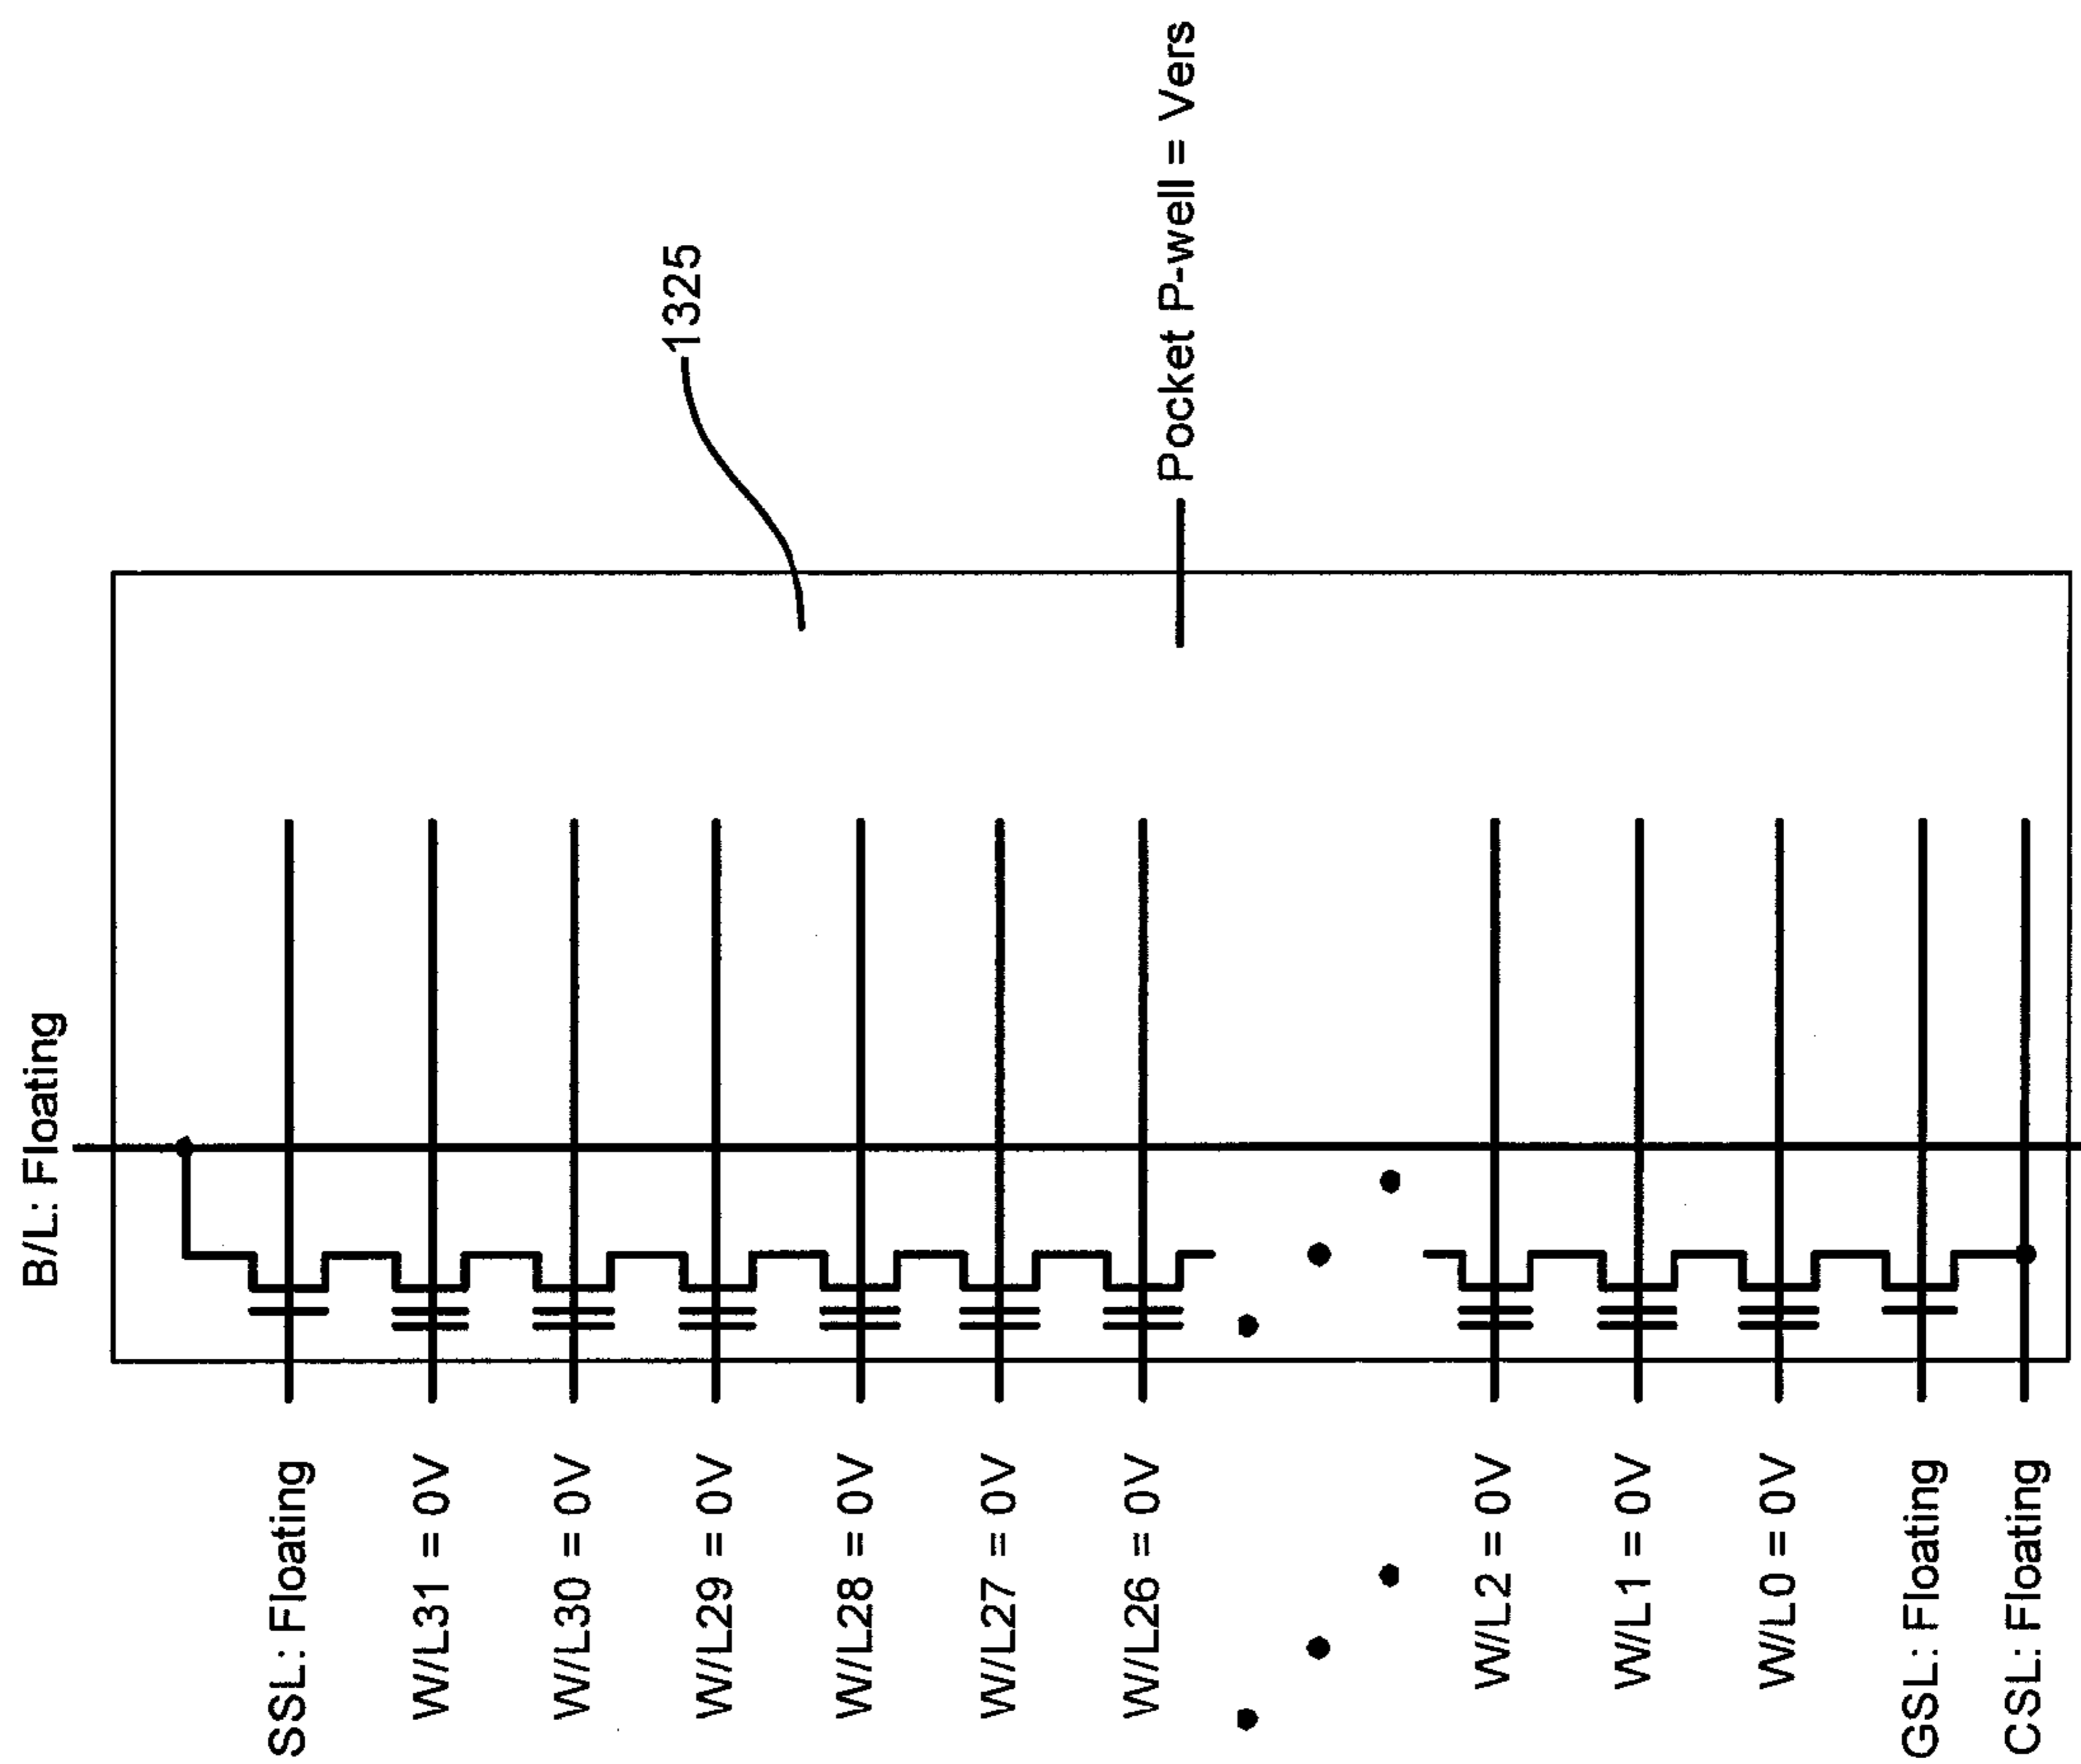 B/L: Floating
SSL: Floating
W/L31 = 0V
W/L30 = 0V
W/L29 = 0V
W/L28 = 0V
W/L27 = 0V
W/L26 = 0V
W/L2 = 0V
W/L1 = 0V
W/L0 = 0V
GSL: Floating
CSL: Floating
1325
Pocket P-well = Vers